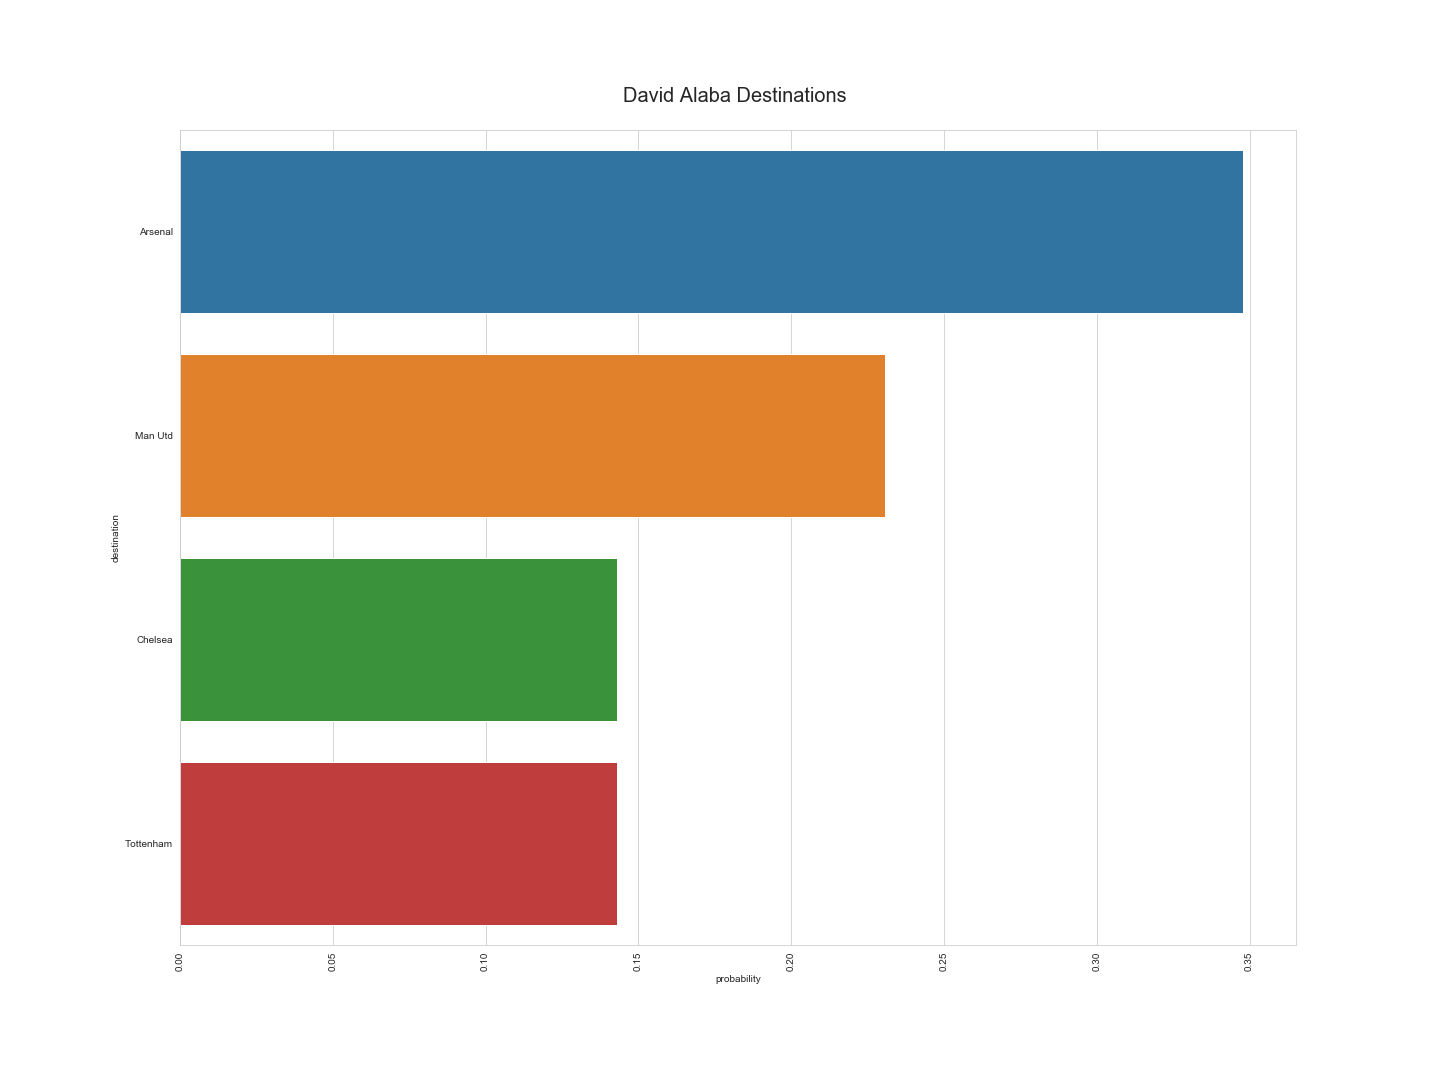 David Alaba Destinations
Arsenal
Man Utd
destination
Chelsea
Tottenham
0.00
0.05
0.10
0.15
0.20
0.25
0.30
0.35
probability